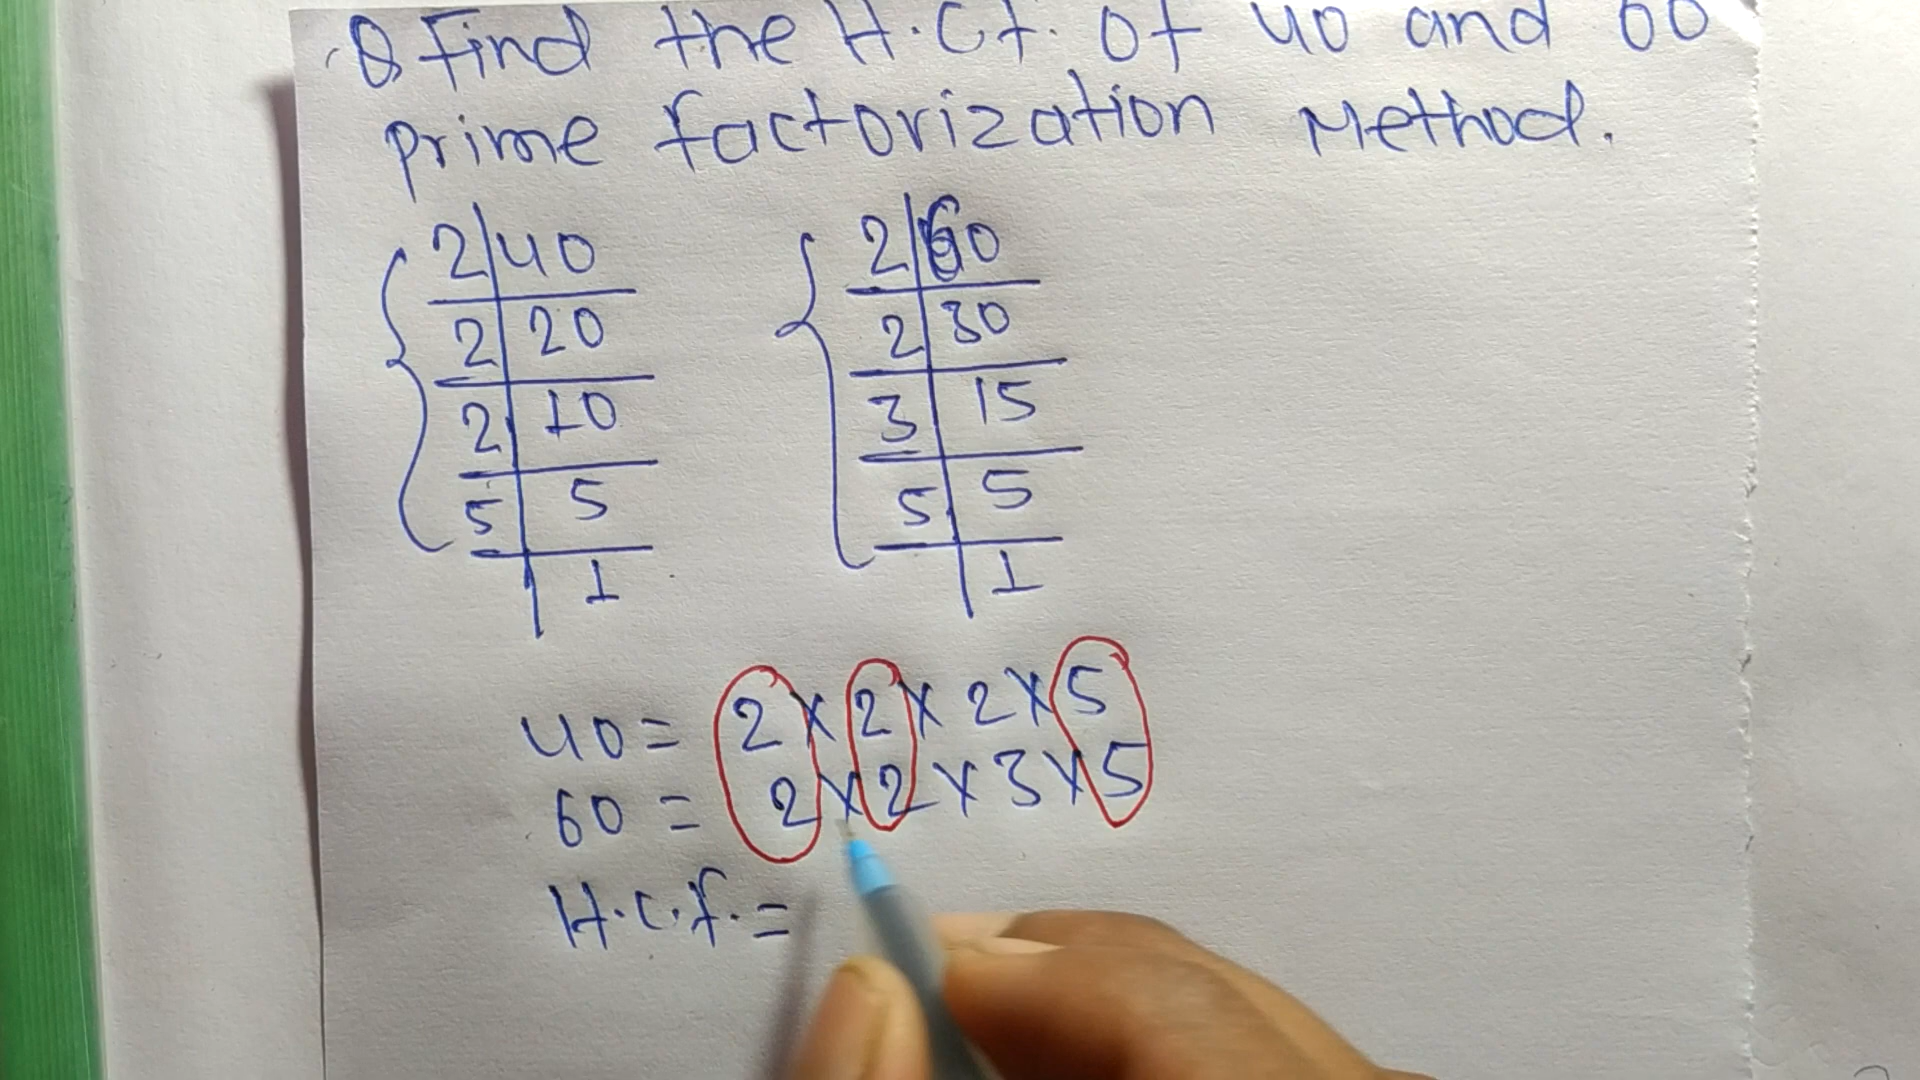 Q Find the H.C.f. of 40 and 60
prime factorization Method.
2 40
2 20
2 10
5 5
1
2 60
2 30
3 15
5 5
1
40 = 2 x 2 x 2 x 5
60 = 2 x 2 x 3 x 5
H.C.f. =